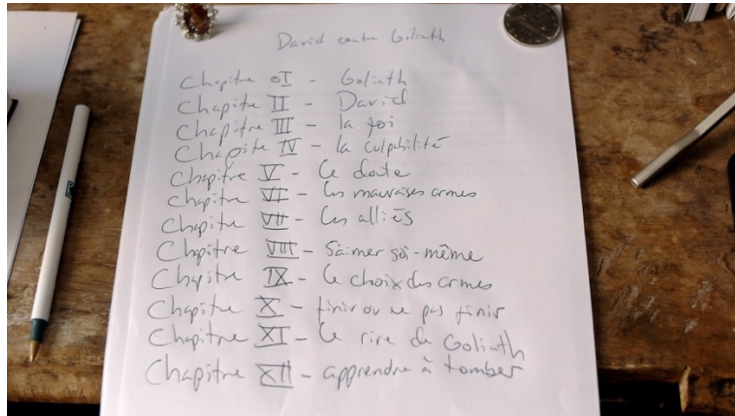 David contre Goliath
Chapitre I - Goliath
Chapitre II - David
Chapitre III - la foi
Chapitre IV - la culpabilité
Chapitre V - le doute
Chapitre VI - les mauvaises armes
Chapitre VII - les alliés
Chapitre VIII - S'aimer soi-même
Chapitre IX - le choix des armes
Chapitre X - finir ou ne pas finir
Chapitre XI - le rire de Goliath
Chapitre XII - apprendre à tomber